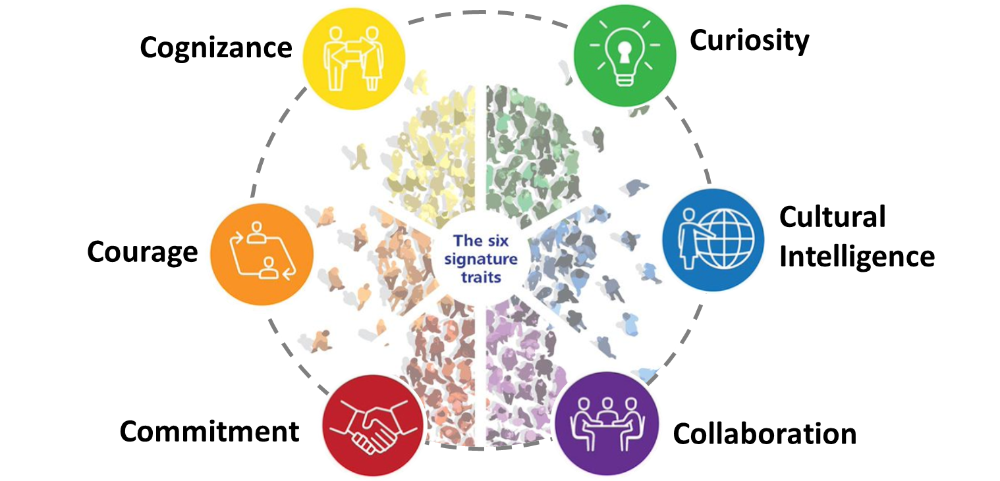 Cognizance
Curiosity
Courage
The six
signature
traits
Cultural
Intelligence
Commitment
Collaboration